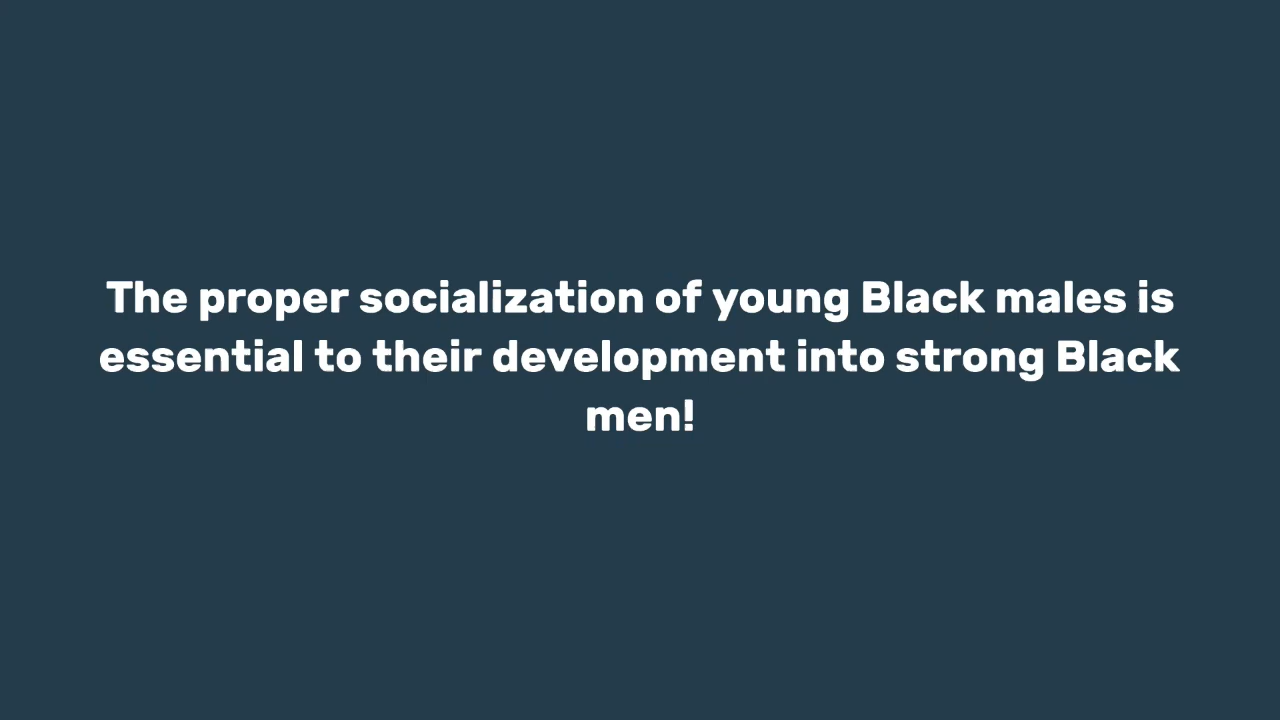 The proper socialization of young Black males is
essential to their development into strong Black
men!